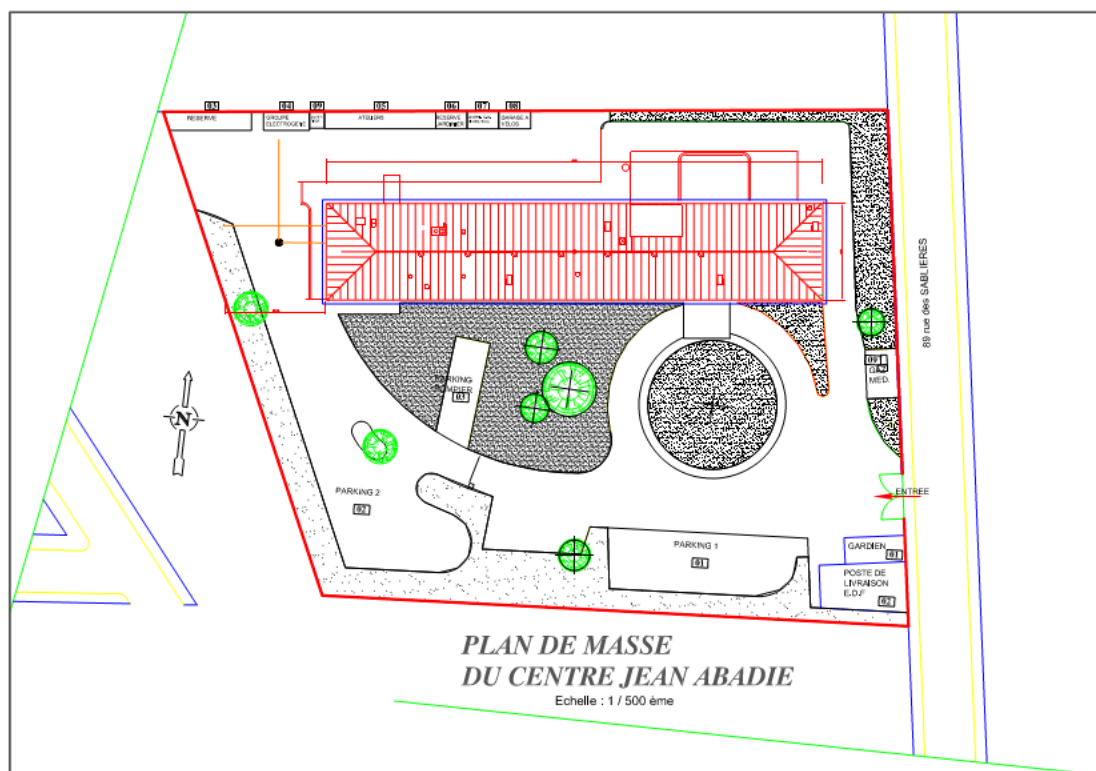 03
04
09
05
06
07
08
RESERVE
GROUPE
ELECTROGENE
ATELIERS
RESERVE
JARDINIER
GARAGE A
VELOS
89 rue des SABLIERES
09
GAZ
MED.
PARKING
POMPIER
03
N
PARKING 2
02
ENTREE
PARKING 1
01
GARDIEN
01
POSTE DE
LIVRAISON
E.D.F
02
PLAN DE MASSE
DU CENTRE JEAN ABADIE
Echelle : 1 / 500 ème